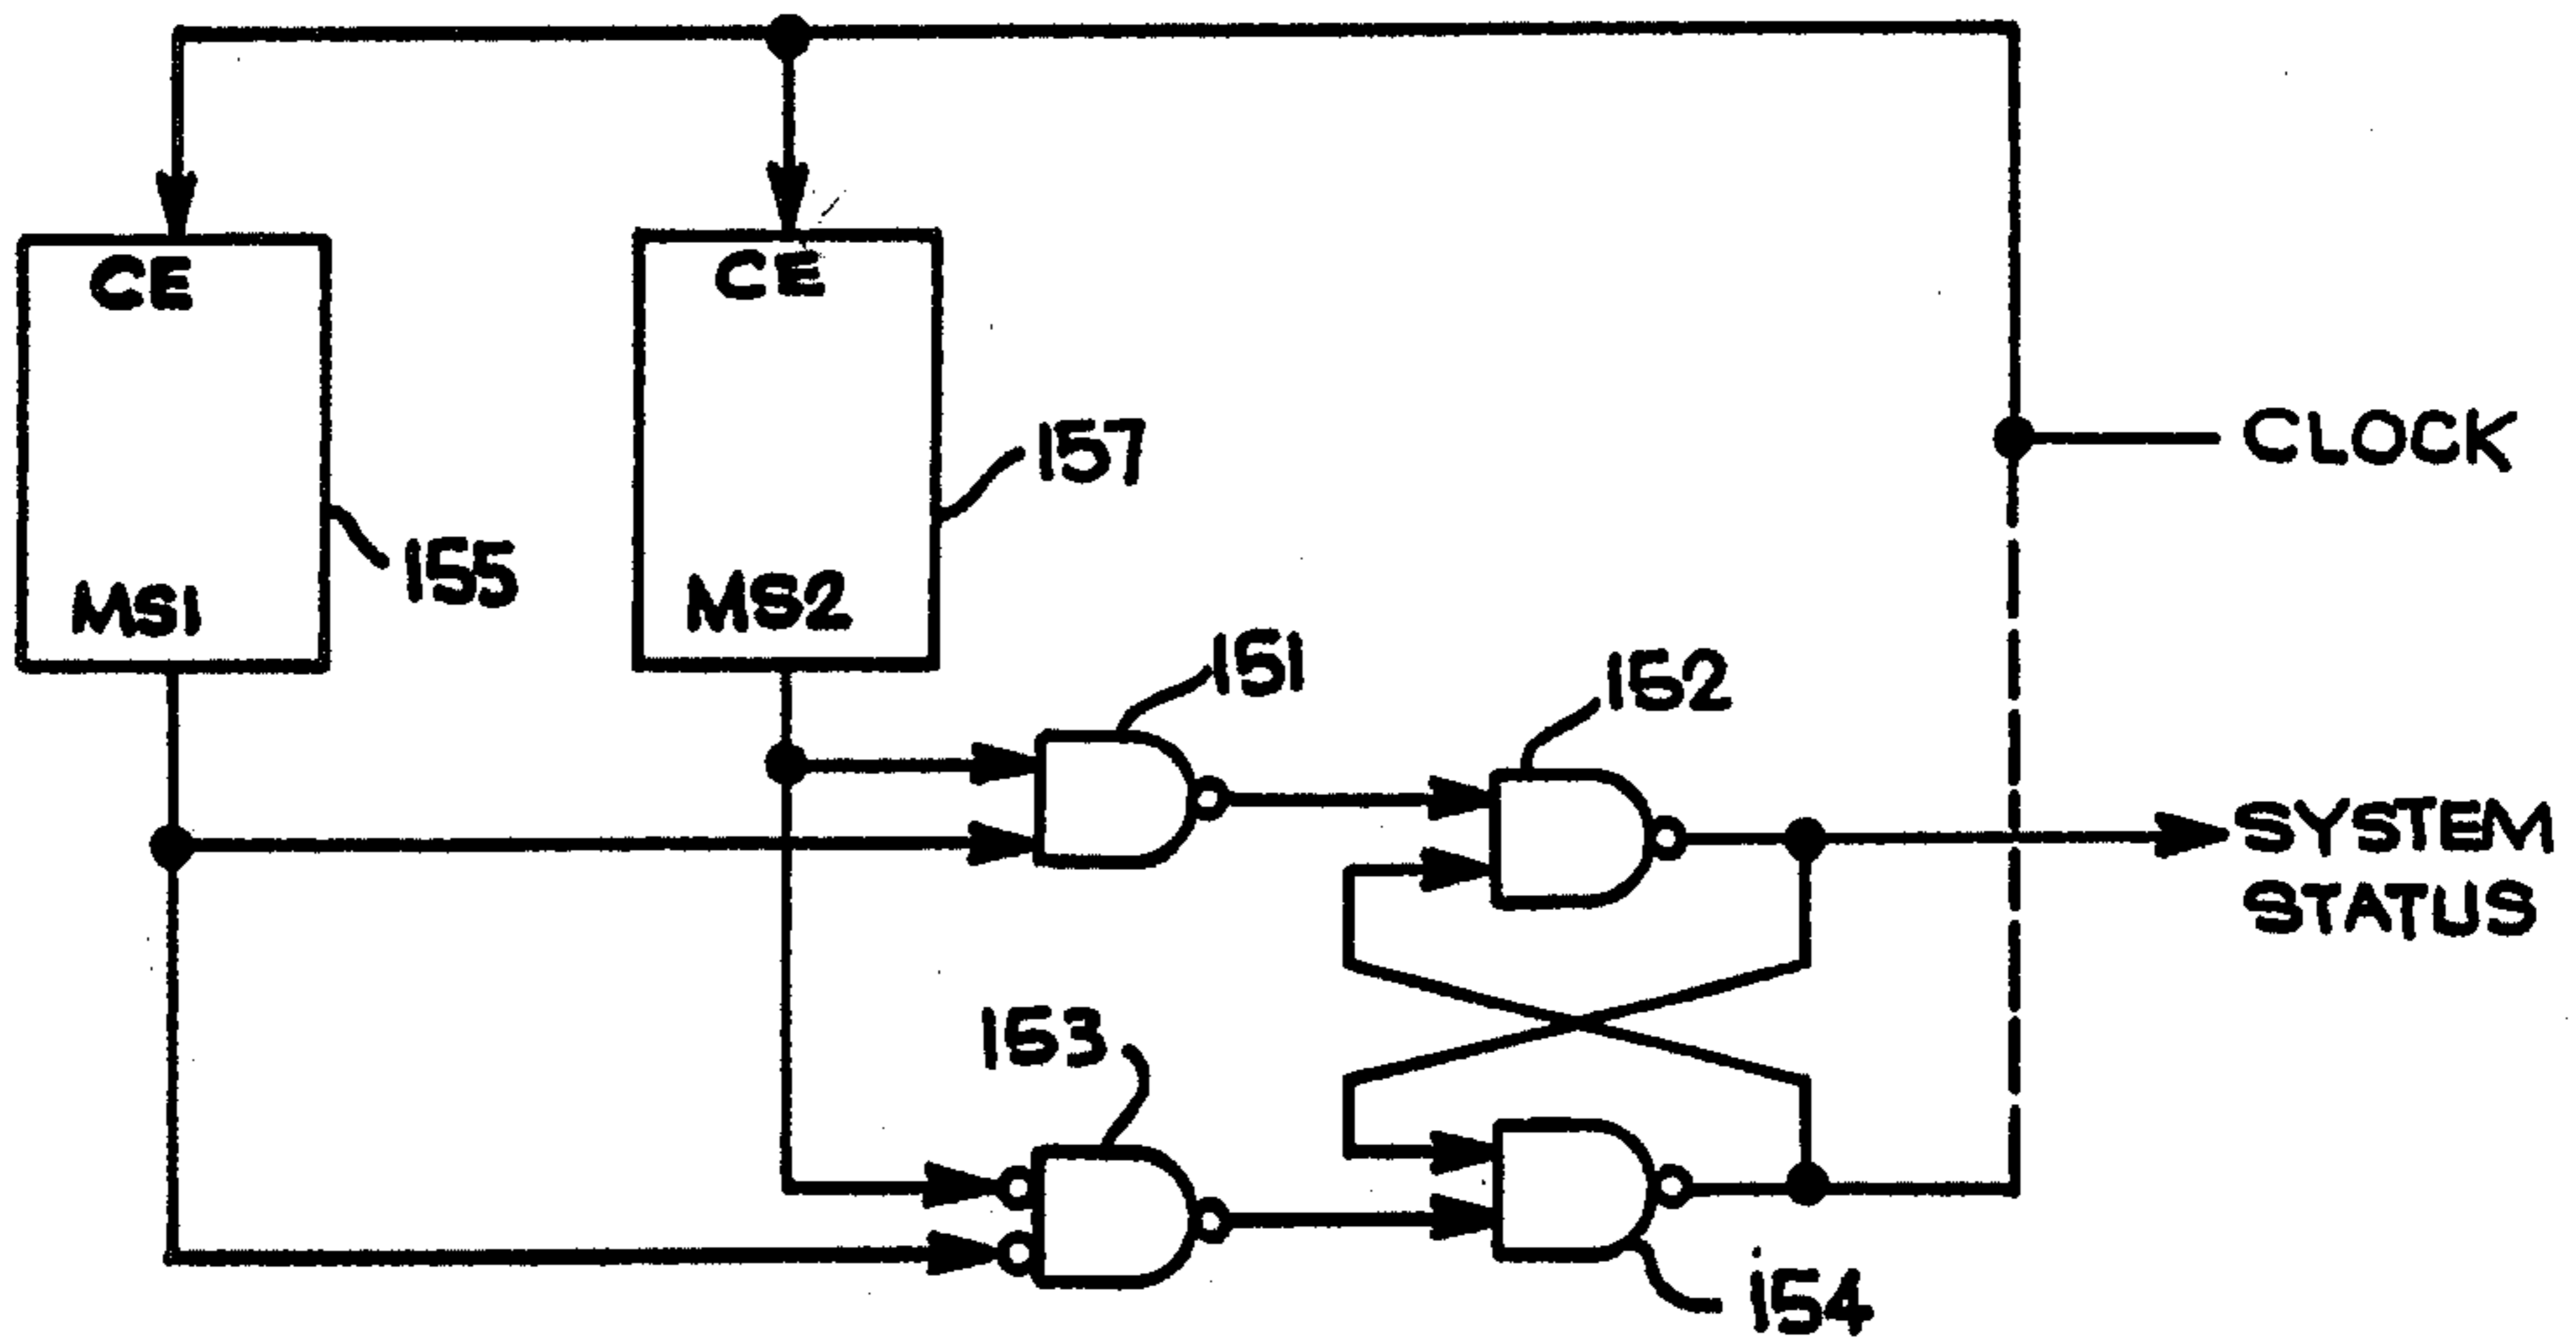 CE
CE
157
CLOCK
155
MS1
MS2
151
152
SYSTEM
STATUS
153
154